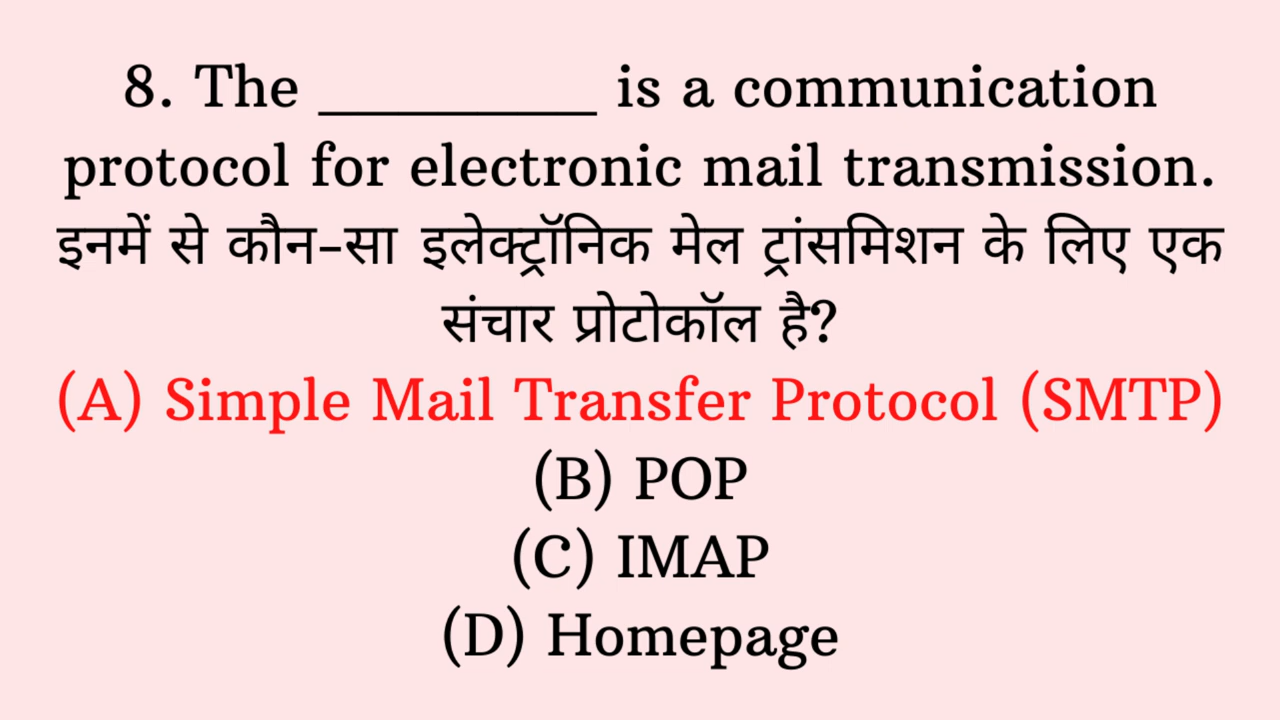 8. The __________ is a communication
protocol for electronic mail transmission.
इनमें से कौन-सा इलेक्ट्रॉनिक मेल ट्रांसमिशन के लिए एक
संचार प्रोटोकॉल है?
(A) Simple Mail Transfer Protocol (SMTP)
(B) POP
(C) IMAP
(D) Homepage